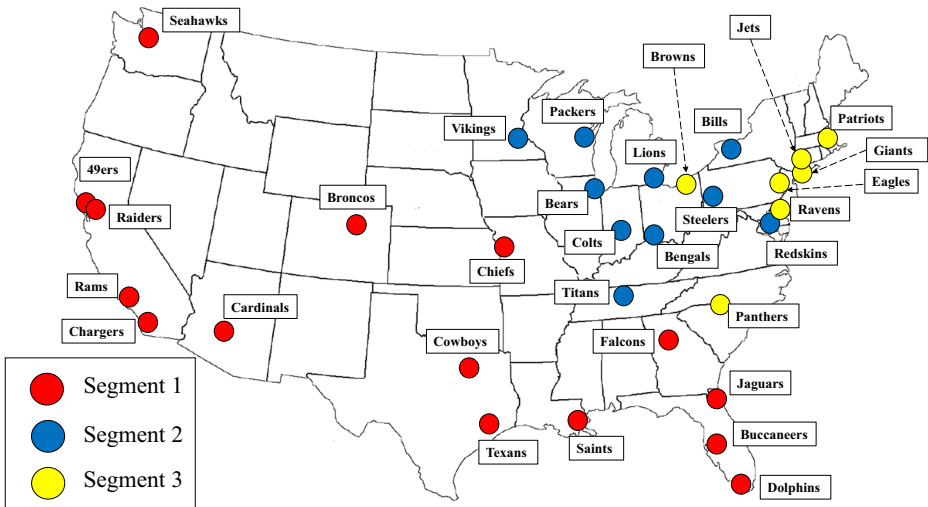 Seahawks
Jets
Browns
Packers
Bills
Patriots
Vikings
Lions
Giants
49ers
Eagles
Bears
Broncos
Raiders
Steelers
Ravens
Colts
Bengals
Redskins
Chiefs
Rams
Titans
Cardinals
Panthers
Chargers
Falcons
Cowboys
Segment 1
Jaguars
Segment 2
Buccaneers
Texans
Saints
Segment 3
Dolphins